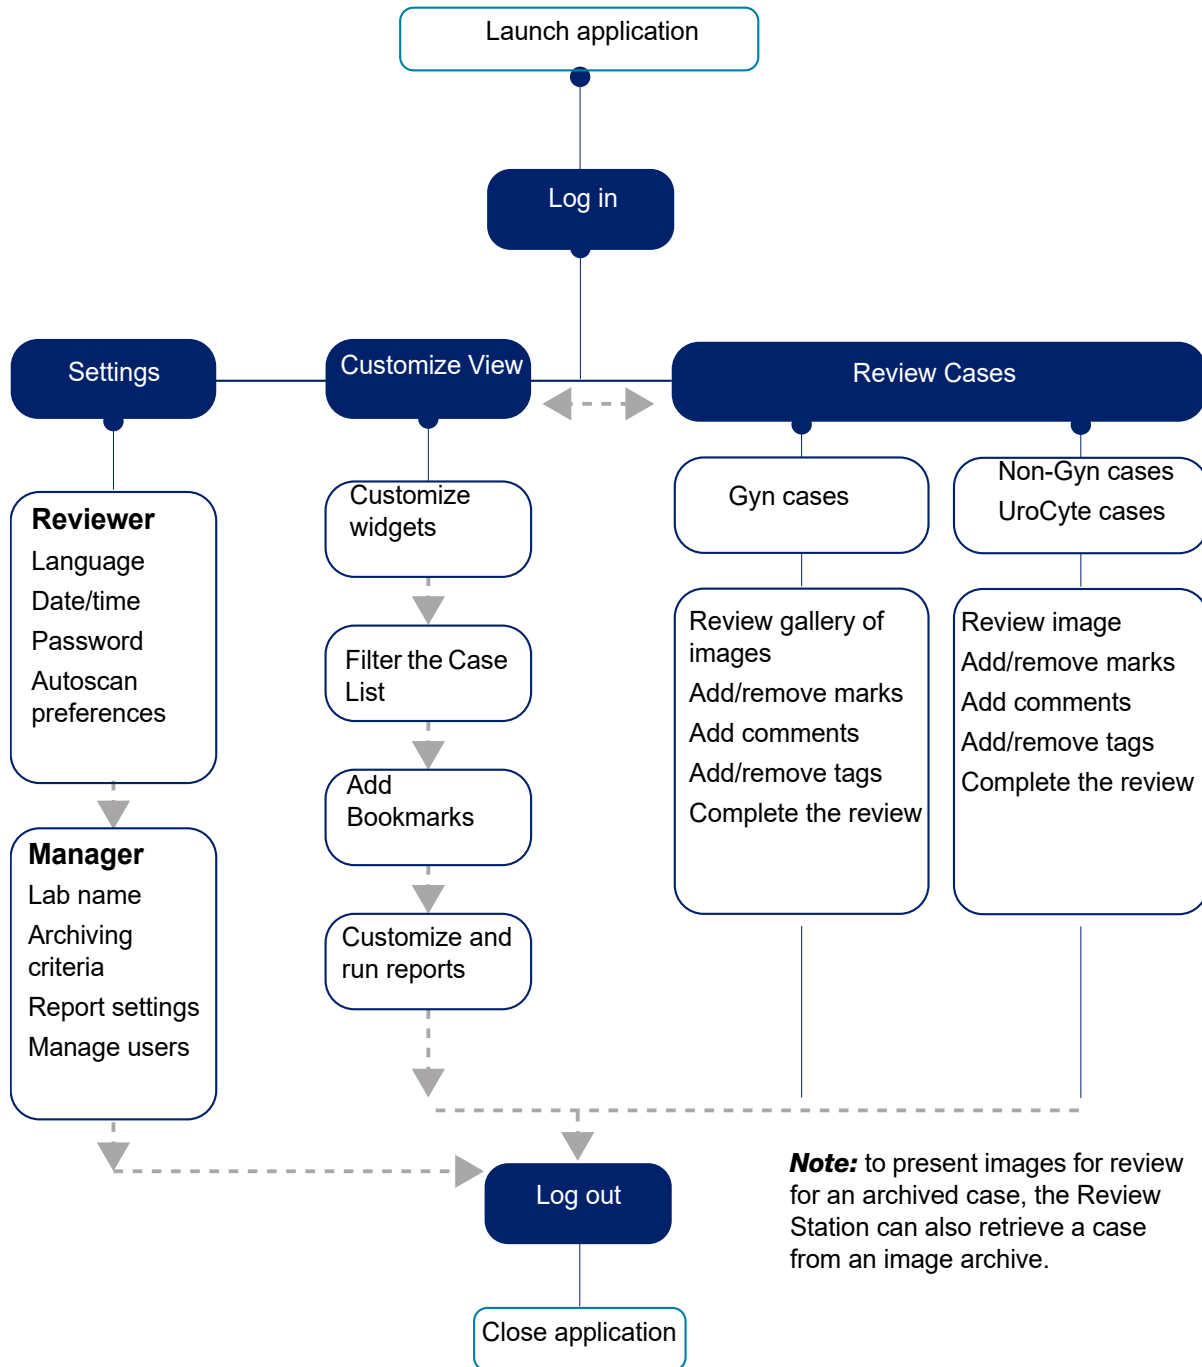 Launch application
Log in
Settings
Customize View
Review Cases
Reviewer
Language
Date/time
Password
Autoscan
preferences
Manager
Lab name
Archiving
criteria
Report settings
Manage users
Customize
widgets
Filter the Case
List
Add
Bookmarks
Customize and
run reports
Gyn cases
Review gallery of
images
Add/remove marks
Add comments
Add/remove tags
Complete the review
Non-Gyn cases
UroCyte cases
Review image
Add/remove marks
Add comments
Add/remove tags
Complete the review
Log out
Note: to present images for review
for an archived case, the Review
Station can also retrieve a case
from an image archive.
Close application